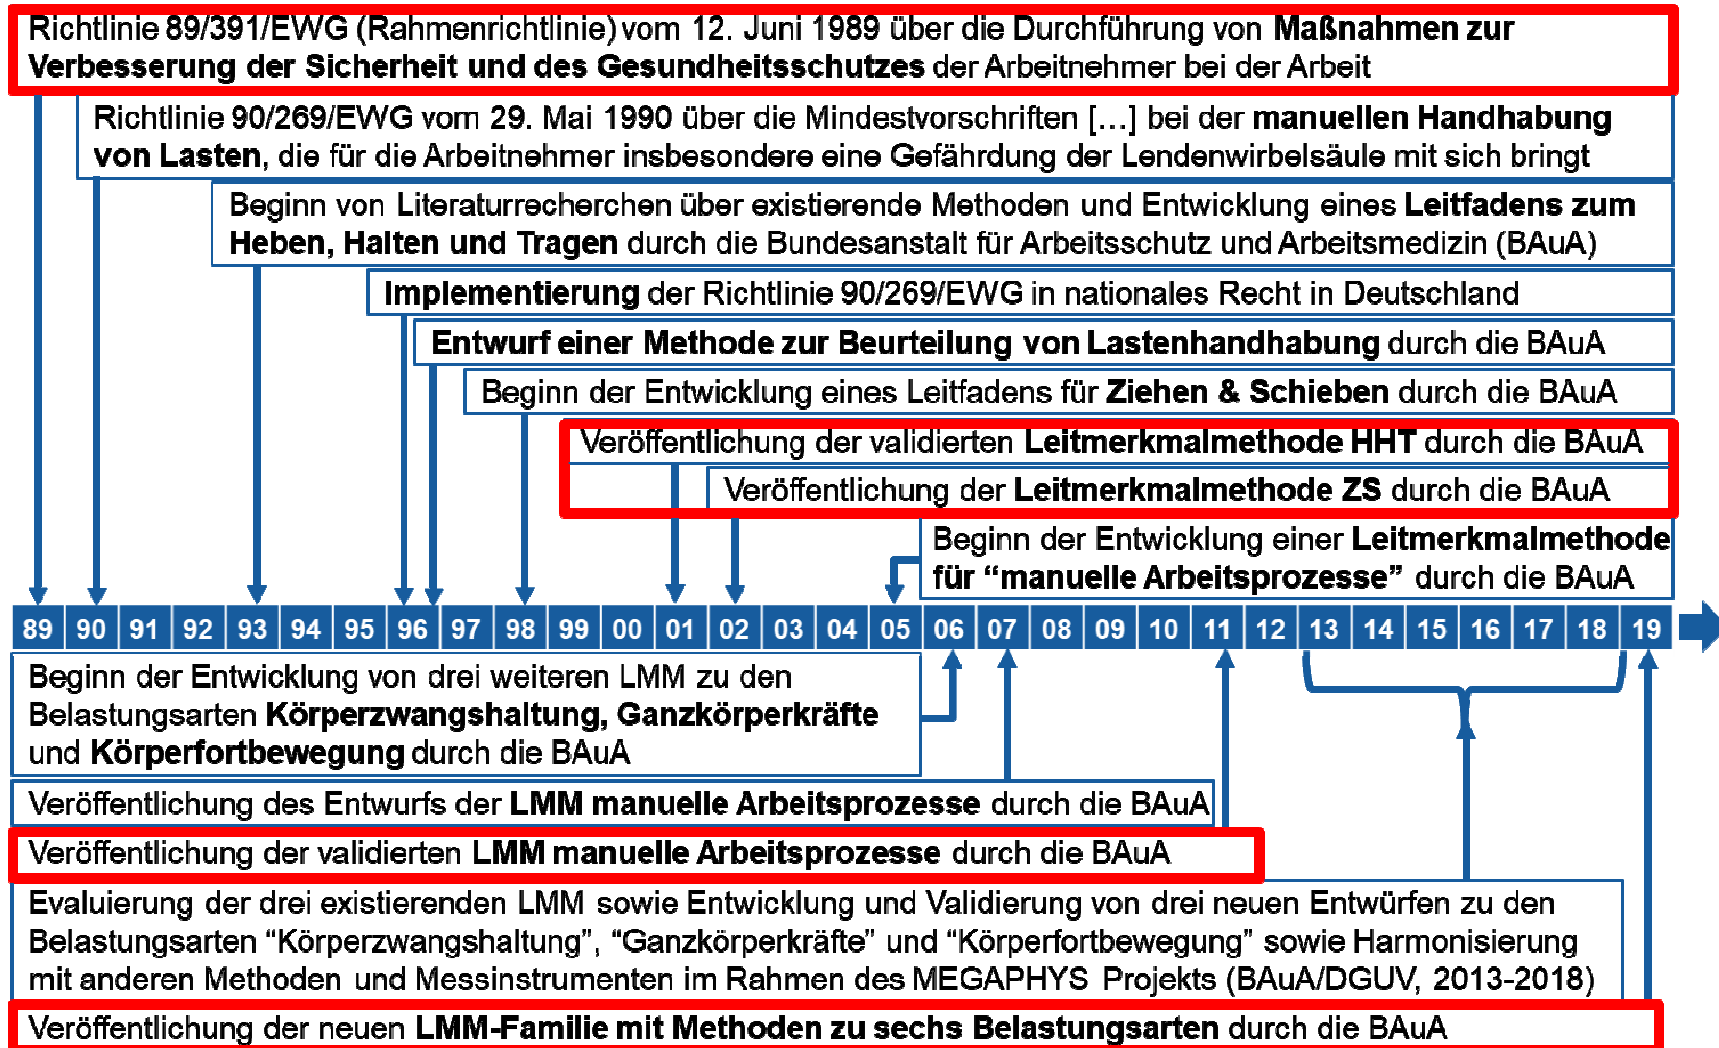 Richtlinie 89/391/EWG (Rahmenrichtlinie) vom 12. Juni 1989 über die Durchführung von Maßnahmen zur
Verbesserung der Sicherheit und des Gesundheitsschutzes der Arbeitnehmer bei der Arbeit
Richtlinie 90/269/EWG vom 29. Mai 1990 über die Mindestvorschriften [...] bei der manuellen Handhabung
von Lasten, die für die Arbeitnehmer insbesondere eine Gefährdung der Lendenwirbelsäule mit sich bringt
Beginn von Literaturrecherchen über existierende Methoden und Entwicklung eines Leitfadens zum
Heben, Halten und Tragen durch die Bundesanstalt für Arbeitsschutz und Arbeitsmedizin (BAuA)
Implementierung der Richtlinie 90/269/EWG in nationales Recht in Deutschland
Entwurf einer Methode zur Beurteilung von Lastenhandhabung durch die BAuA
Beginn der Entwicklung eines Leitfadens für Ziehen & Schieben durch die BAuA
Veröffentlichung der validierten Leitmerkmalmethode HHT durch die BAuA
Veröffentlichung der Leitmerkmalmethode ZS durch die BAuA
Beginn der Entwicklung einer Leitmerkmalmethode
für “manuelle Arbeitsprozesse” durch die BAuA
89 90 91 92 93 94 95 96 97 98 99 00 01 02 03 04 05 06 07 08 09 10 11 12 13 14 15 16 17 18 19
Beginn der Entwicklung von drei weiteren LMM zu den
Belastungsarten Körperzwangshaltung, Ganzkörperkräfte
und Körperfortbewegung durch die BAuA
Veröffentlichung des Entwurfs der LMM manuelle Arbeitsprozesse durch die BAuA
Veröffentlichung der validierten LMM manuelle Arbeitsprozesse durch die BAuA
Evaluierung der drei existierenden LMM sowie Entwicklung und Validierung von drei neuen Entwürfen zu den
Belastungsarten “Körperzwangshaltung”, “Ganzkörperkräfte” und “Körperfortbewegung” sowie Harmonisierung
mit anderen Methoden und Messinstrumenten im Rahmen des MEGAPHYS Projekts (BAuA/DGUV, 2013-2018)
Veröffentlichung der neuen LMM-Familie mit Methoden zu sechs Belastungsarten durch die BAuA